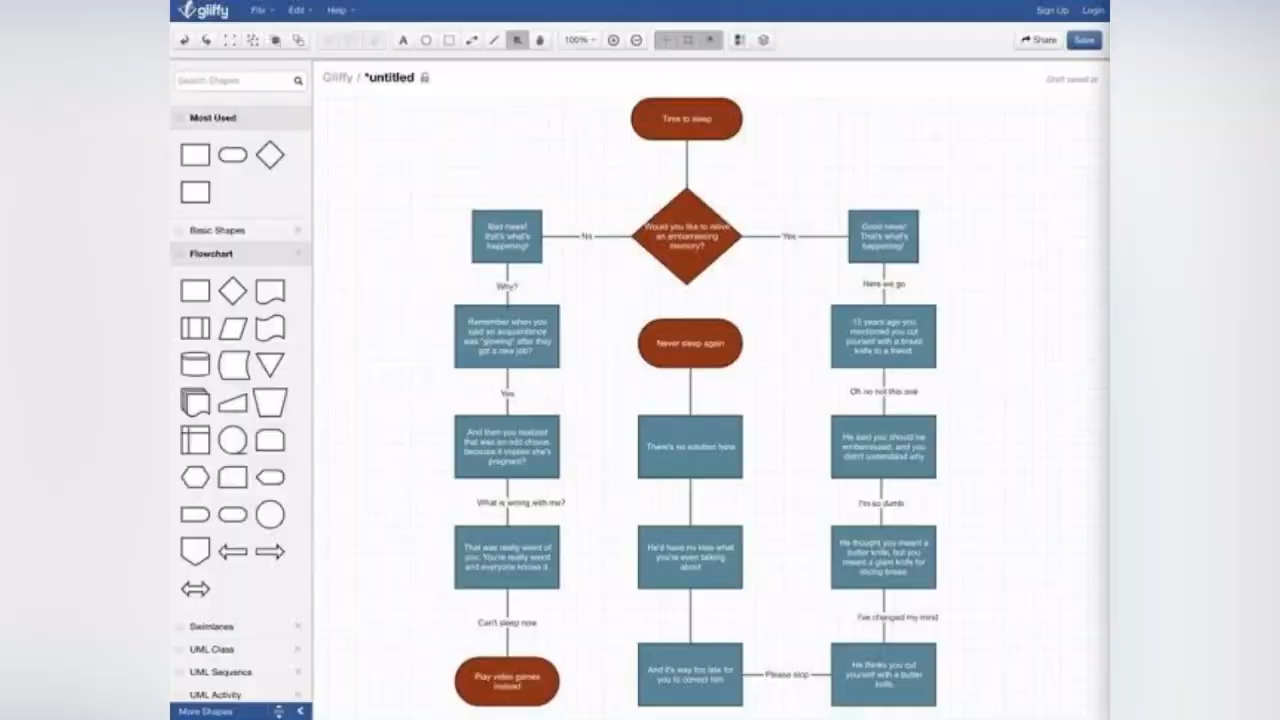 gliffy
File
Edit
Help
Sign Up
Login
A
100%
Share
Save
Search Shapes
Gliffy / *untitled
Draft saved at
Most Used
Basic Shapes
Flowchart
Swimlanes
UML Class
UML Sequence
UML Activity
More Shapes
Time to sleep
Would you like to relive
an embarrassing
memory?
No
Yes
Bad news!
that's what's
happening!
Why?
Remember when you
said an acquaintance
was "glowing" after they
got a new job?
Yes
And then you realized
that was an odd choice
because it implies she's
pregnant?
What is wrong with me?
That was really weird of
you. You're really weird
and everyone knows it
Can't sleep now
Play video games
instead
Good news!
That's what's
happening!
Here we go
15 years ago you
mentioned you cut
yourself with a bread
knife to a friend
Oh no not this one
He said you should be
embarrassed, and you
didn't understand why
I'm so dumb
He thought you meant a
butter knife, but you
meant a giant knife for
slicing bread
I've changed my mind
He thinks you cut
yourself with a butter
knife
Please stop
And it's way too late for
you to correct him
He'd have no idea what
you're even talking
about
There's no solution here
Never sleep again